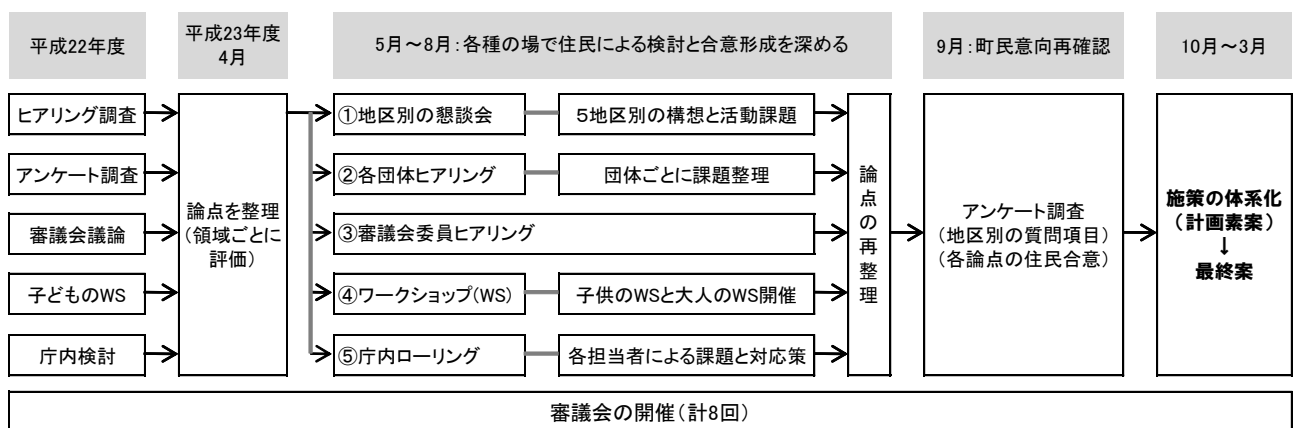 平成22年度
平成23年度
4月
5月～8月：各種の場で住民による検討と合意形成を深める
9月：町民意向再確認
10月～3月
ヒアリング調査
アンケート調査
審議会議論
子どものWS
庁内検討
論点を整理
（領域ごとに
評価）
①地区別の懇談会
５地区別の構想と活動課題
②各団体ヒアリング
団体ごとに課題整理
③審議会委員ヒアリング
④ワークショップ（WS）
子供のWSと大人のWS開催
⑤庁内ローリング
各担当者による課題と対応策
論点の再整理
アンケート調査
（地区別の質問項目）
（各論点の住民合意）
施策の体系化
（計画素案）
↓
最終案
審議会の開催（計8回）